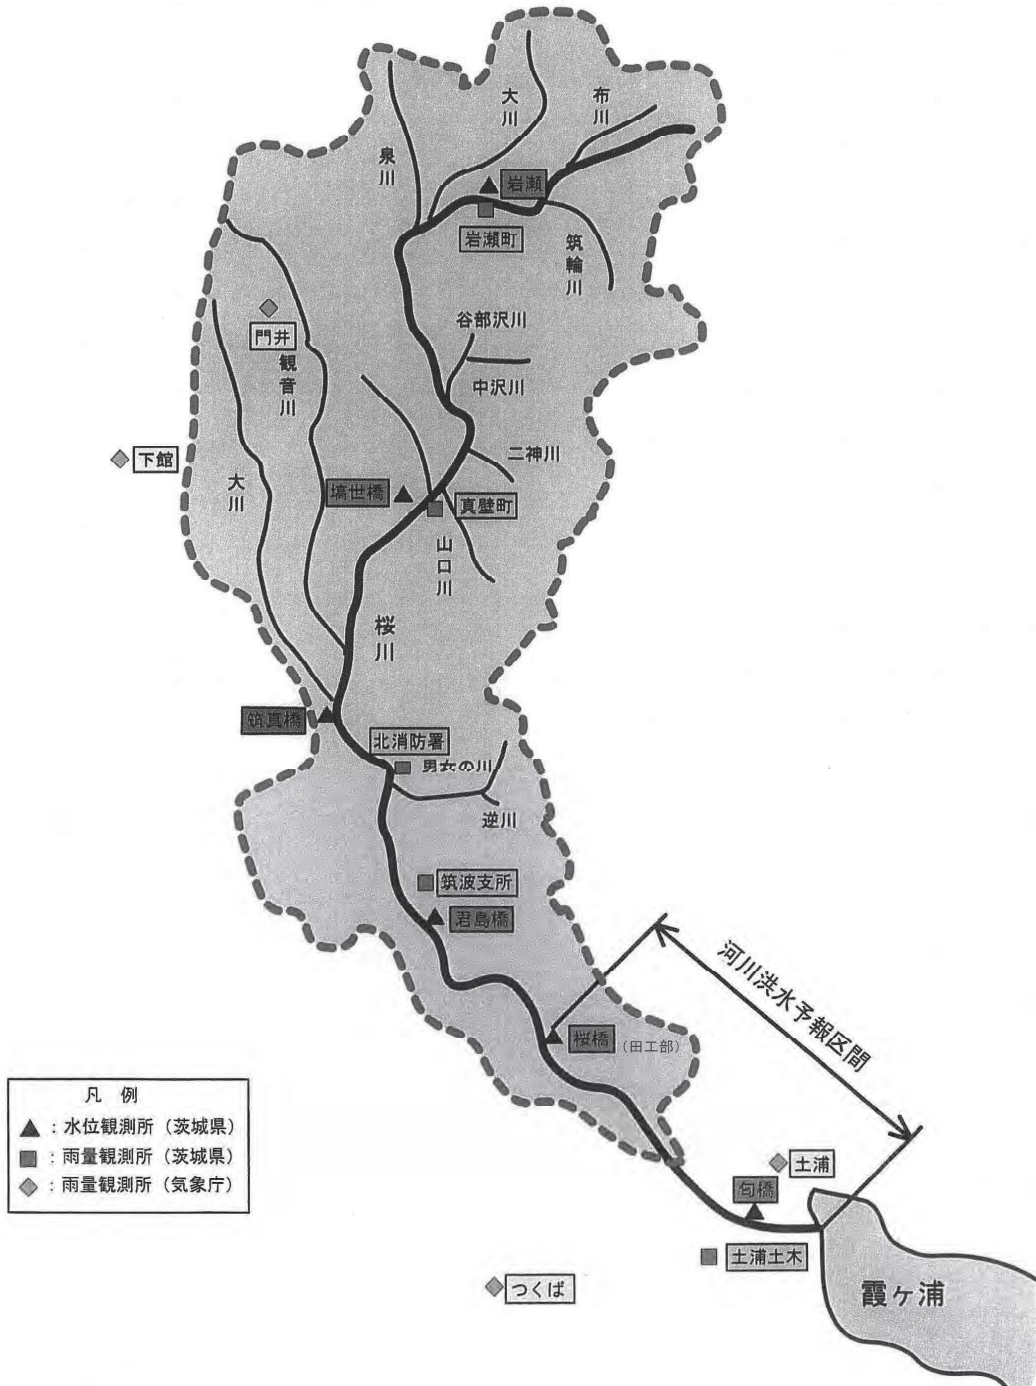 大川
布川
泉川
岩瀬
岩瀬町
筑輪川
門井
谷部沢川
観音川
中沢川
下館
二神川
大川
塙世橋
真壁町
山口川
桜川
筑真橋
北消防署
男女の川
逆川
筑波支所
君島橋
河川洪水予報区間
桜橋 (田工部)
凡 例
▲ : 水位観測所 (茨城県)
■ : 雨量観測所 (茨城県)
◆ : 雨量観測所 (気象庁)
土浦
匂橋
土浦土木
つくば
霞ヶ浦